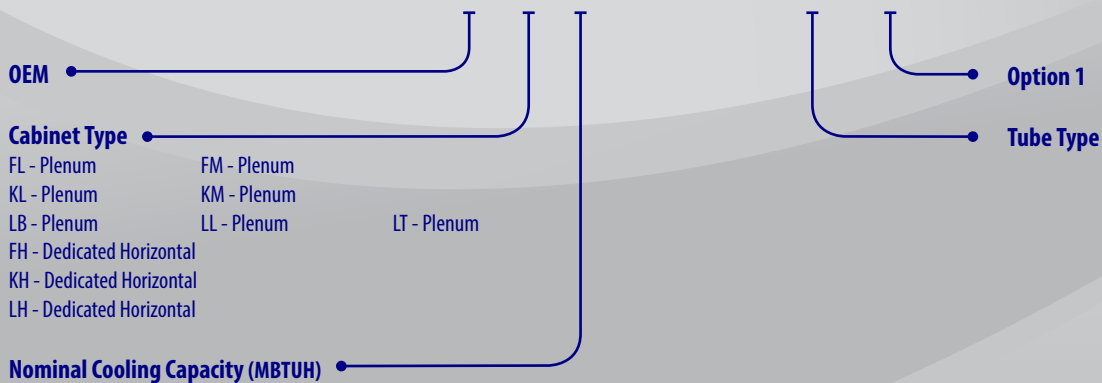 OEM
Option 1
Cabinet Type
Tube Type
FL - Plenum FM - Plenum
KL - Plenum KM - Plenum
LB - Plenum LL - Plenum LT - Plenum
FH - Dedicated Horizontal
KH - Dedicated Horizontal
LH - Dedicated Horizontal
Nominal Cooling Capacity (MBTUH)